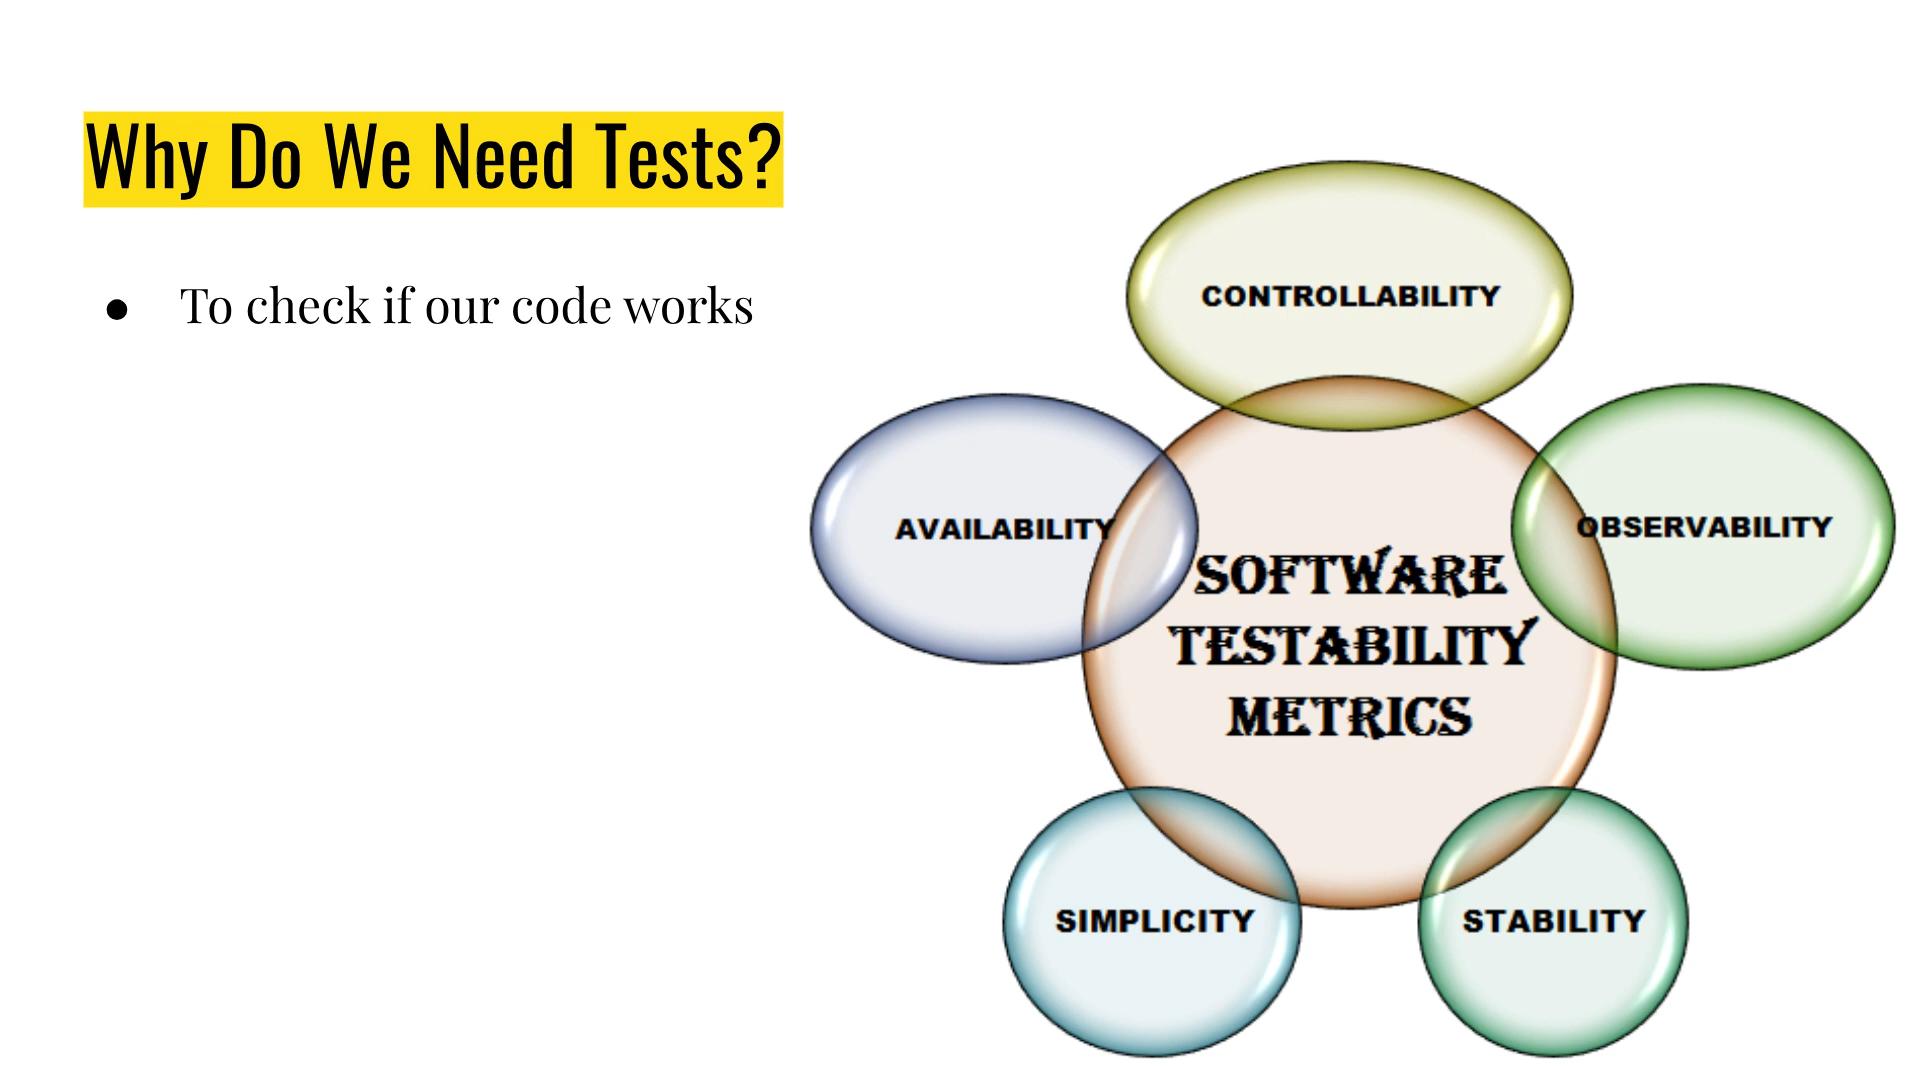 Why Do We Need Tests?
● To check if our code works
CONTROLLABILITY
AVAILABILITY
OBSERVABILITY
SOFTWARE
TESTABILITY
METRICS
SIMPLICITY
STABILITY